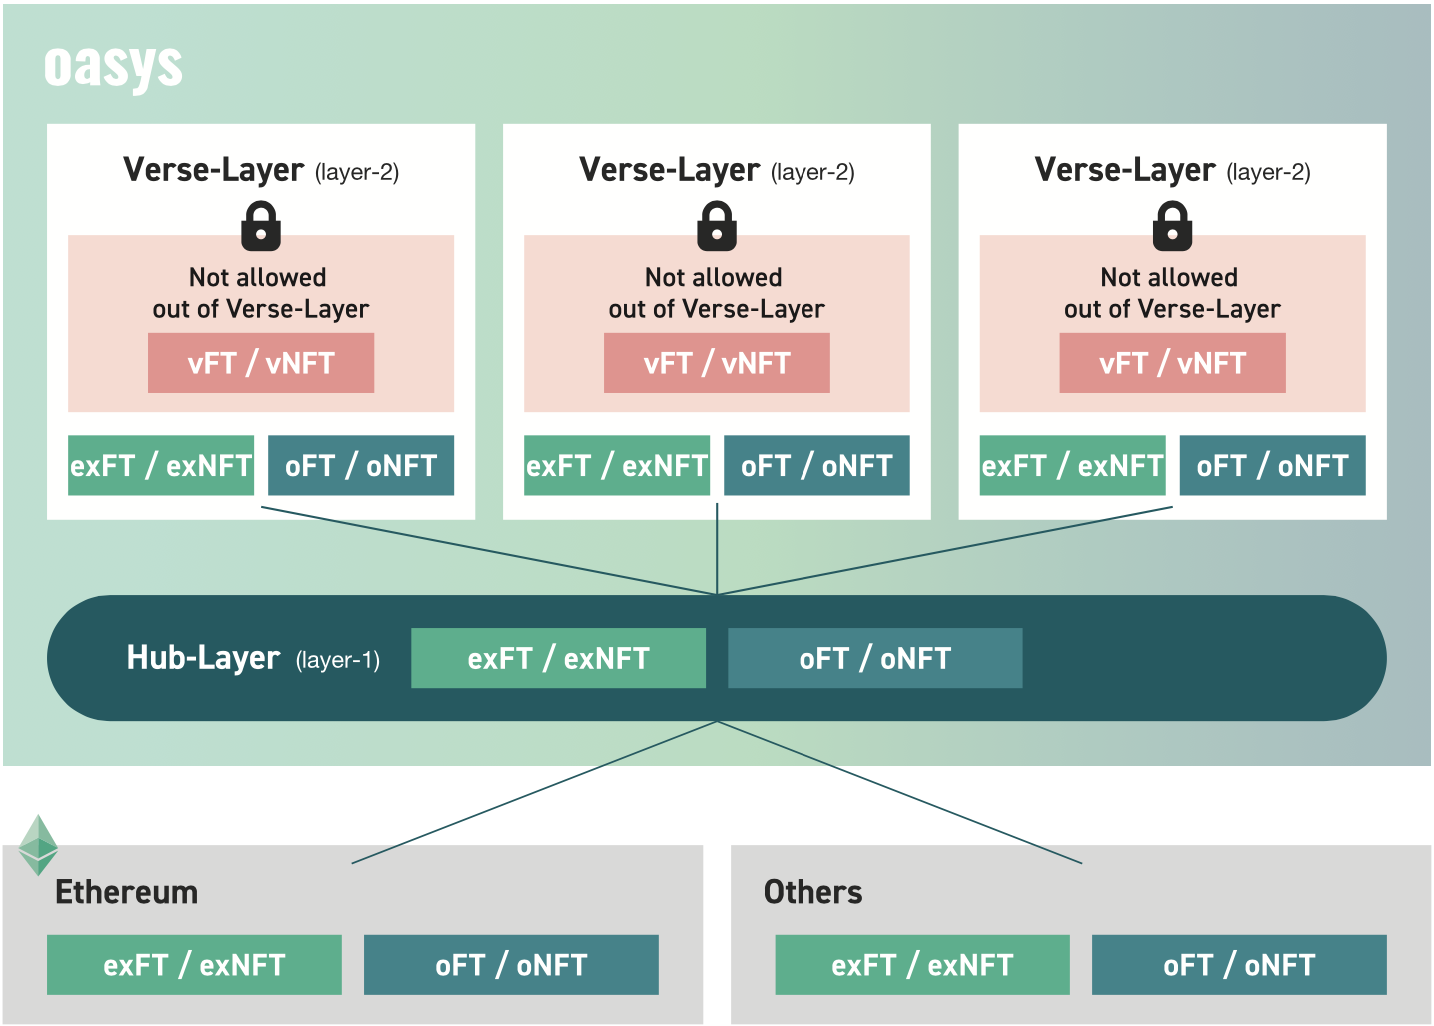 oasys
Verse-Layer (layer-2)
Not allowed
out of Verse-Layer
vFT / vNFT
exFT / exNFT
oFT / oNFT
Verse-Layer (layer-2)
Not allowed
out of Verse-Layer
vFT / vNFT
exFT / exNFT
oFT / oNFT
Verse-Layer (layer-2)
Not allowed
out of Verse-Layer
vFT / vNFT
exFT / exNFT
oFT / oNFT
Hub-Layer (layer-1)
exFT / exNFT
oFT / oNFT
Ethereum
exFT / exNFT
oFT / oNFT
Others
exFT / exNFT
oFT / oNFT